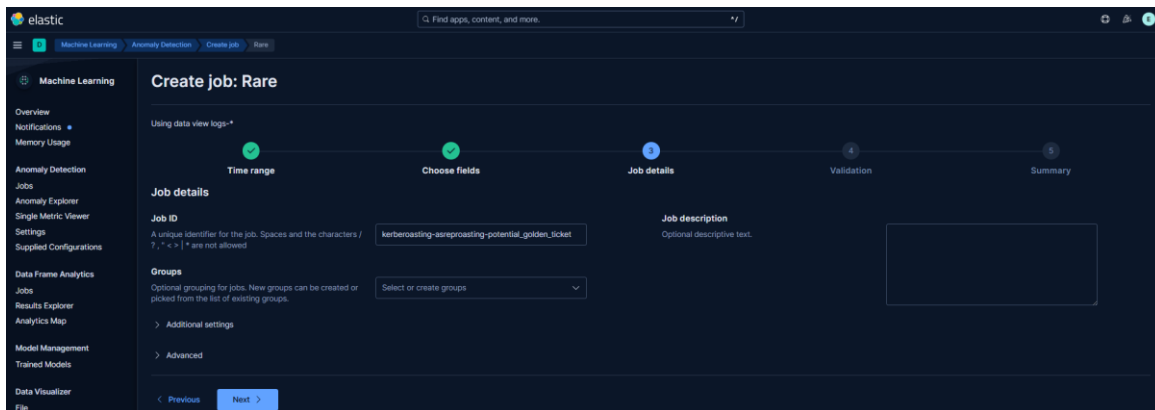 elastic
Find apps, content, and more.
*/
E
D
Machine Learning
Anomaly Detection
Create job
Rare
Machine Learning
Overview
Notifications
Memory Usage
Anomaly Detection
Jobs
Anomaly Explorer
Single Metric Viewer
Settings
Supplied Configurations
Data Frame Analytics
Jobs
Results Explorer
Analytics Map
Model Management
Trained Models
Data Visualizer
File
Create job: Rare
Using data view logs-*
3
4
5
Time range
Choose fields
Job details
Validation
Summary
Job details
Job ID
A unique identifier for the job. Spaces and the characters /
? , " < > | * are not allowed
kerberoasting-asreproasting-potential_golden_ticket
Job description
Optional descriptive text.
Groups
Optional grouping for jobs. New groups can be created or
picked from the list of existing groups.
Select or create groups
Additional settings
Advanced
Previous
Next